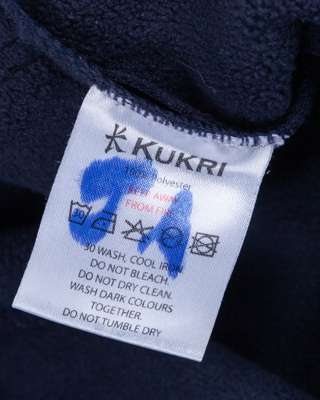 KUKRI
100% Polyester
KEEP AWAY
FROM FIRE
30
30 WASH, COOL IRON
DO NOT BLEACH.
DO NOT DRY CLEAN.
WASH DARK COLOURS
TOGETHER.
DO NOT TUMBLE DRY